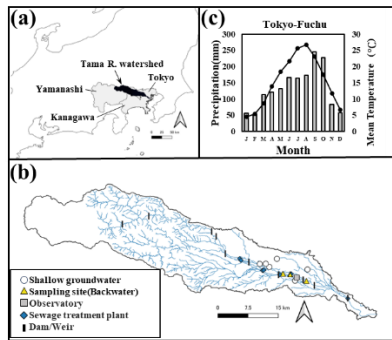 (a)
Tama R. watershed
Tokyo
Yamanashi
Kanagawa
(c)
Tokyo-Fuchu
Precipitation(mm)
300
250
200
150
100
50
0
30
25
20
15
10
5
0
Mean Temperature (°C)
J F M A M J J A S O N D
Month
(b)
Shallow groundwater
Sampling site(Backwater)
Observatory
Sewage treatment plant
Dam/Weir
0 7.5 15 km